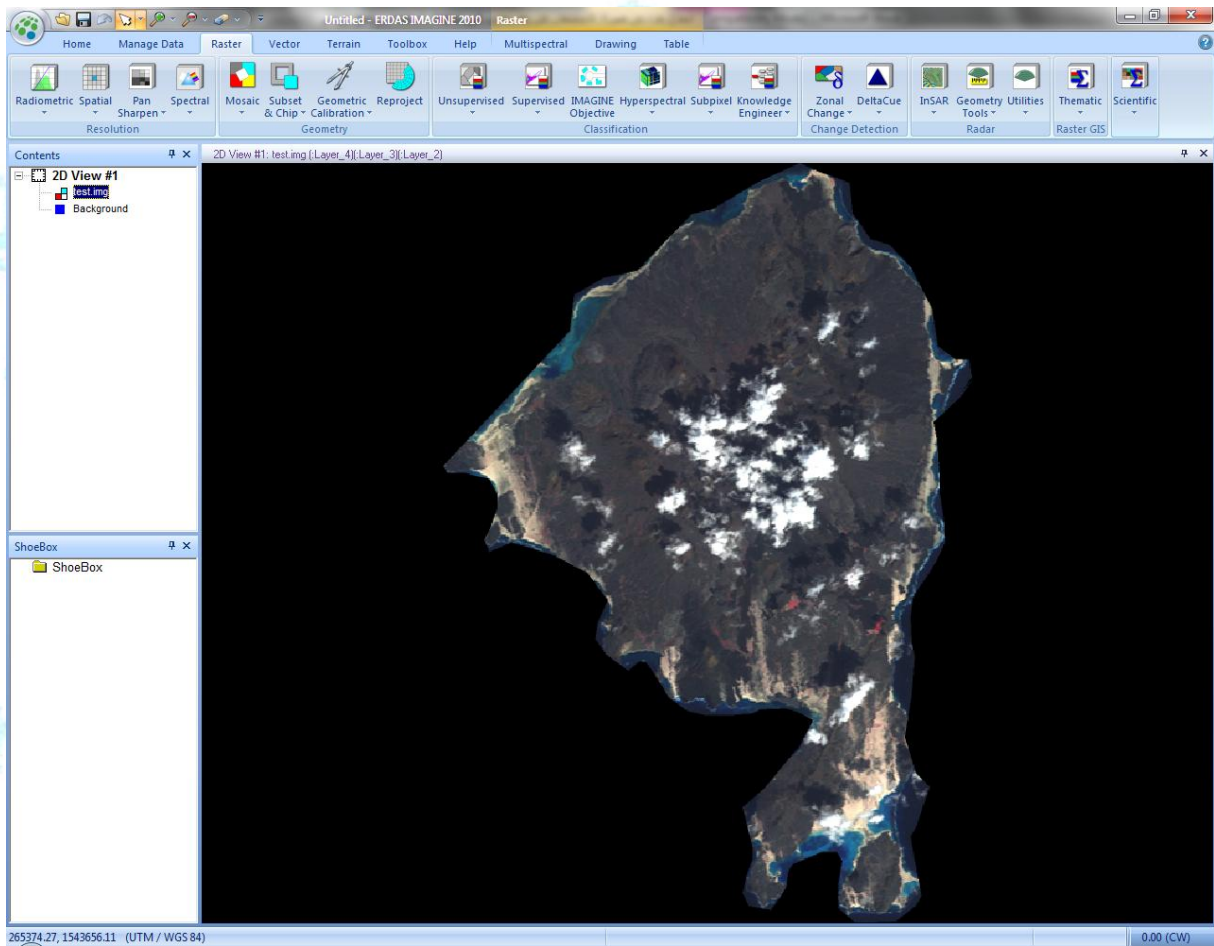 Untitled - ERDAS IMAGINE 2010 Raster
Home Manage Data Raster Vector Terrain Toolbox Help Multispectral Drawing Table
Radiometric Spatial Pan Sharpen Spectral Mosaic Subset & Chip Geometric Calibration Reproject Unsupervised Supervised IMAGINE Objective Hyperspectral Subpixel Knowledge Engineer Zonal Change DeltaCue InSAR Geometry Tools Utilities Thematic Scientific
Resolution Geometry Classification Change Detection Radar Raster GIS
Contents
2D View #1: test.img (:Layer_4)(:Layer_3)(:Layer_2)
2D View #1
test.img
Background
ShoeBox
ShoeBox
265374.27, 1543656.11 (UTM / WGS 84) 0.00 (CW)